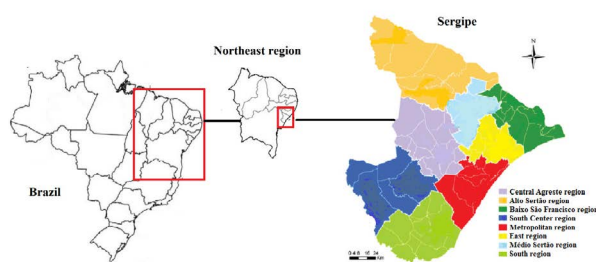 Sergipe
Northeast region
N
Brazil
Central Agreste region
Alto Sertão region
Baixo São Francisco region
South Center region
Metropolitan region
East region
Médio Sertão region
South region